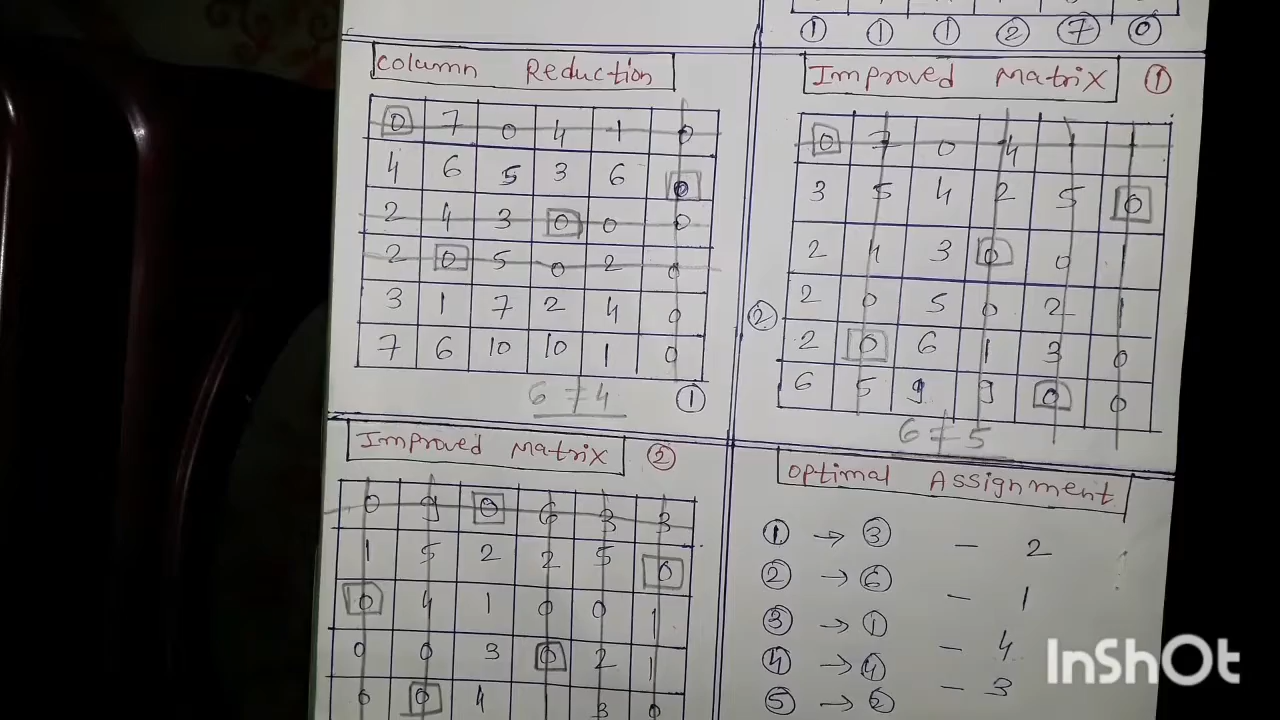 ① ① ① ② ⑦ ⓪
Column Reduction
0 7 0 4 1 0
4 6 5 3 6 0
2 4 3 0 0 0
2 0 5 0 2 0
3 1 7 2 4 0
7 6 10 10 1 0
6 ≠ 4 ①
Improved Matrix ①
0 7 0 4 1 1
3 5 4 2 5 0
2 4 3 0 0 1
2 0 5 0 2 1
② 2 0 6 1 3 0
6 5 9 9 0 0
6 ≠ 5
Improved Matrix ②
0 9 0 6 3 3
1 5 2 2 5 0
0 4 1 0 0 1
0 0 3 0 2 1
0 0 4 3 0
Optimal Assignment
① → ③ - 2
② → ⑥ - 1
③ → ① - 4
④ → ④ - 3
⑤ → ②
InShOt